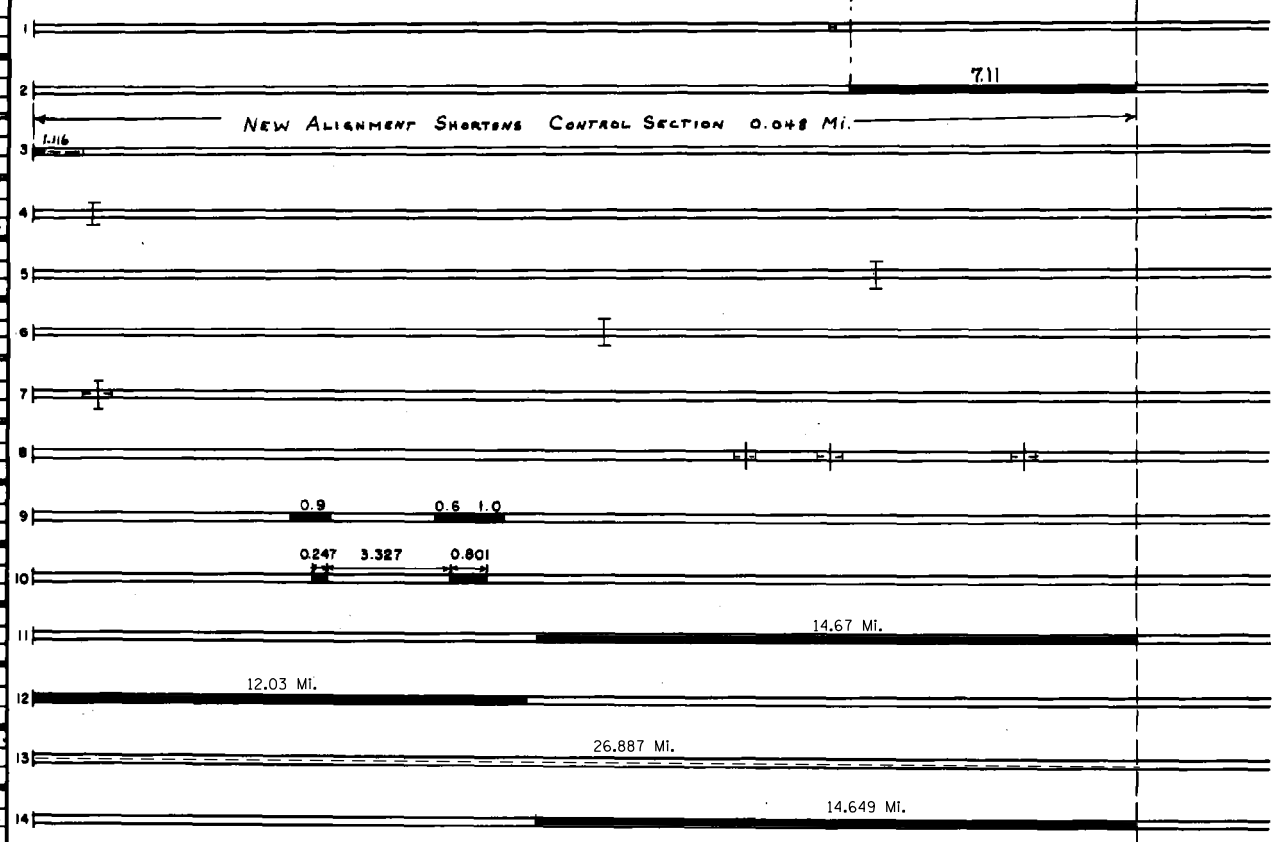 1
7.11
2
NEW ALIGNMENT SHORTENS CONTROL SECTION 0.048 MI.
1.116
3
4
5
6
7
8
0.9 0.6 1.0
9
0.247 3.327 0.801
10
14.67 Mi.
11
12.03 Mi.
12
26.887 Mi.
13
14.649 Mi.
14